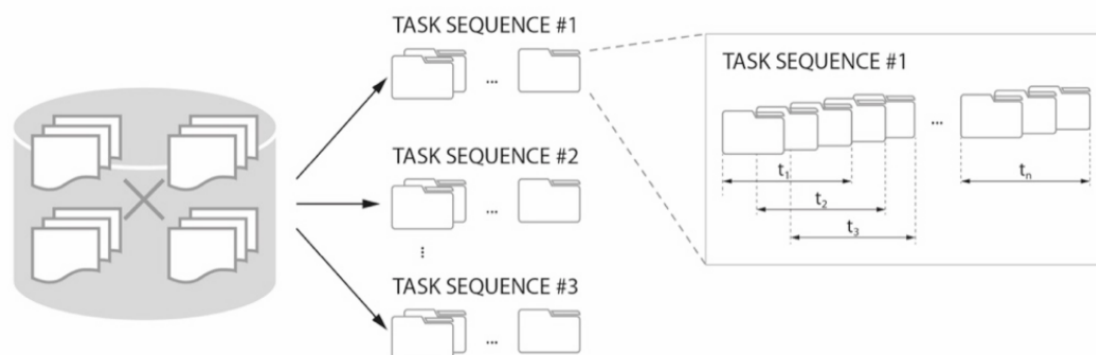 TASK SEQUENCE #1
...
TASK SEQUENCE #2
...
⋮
TASK SEQUENCE #3
...
TASK SEQUENCE #1
...
t₁
tₙ
t₂
t₃